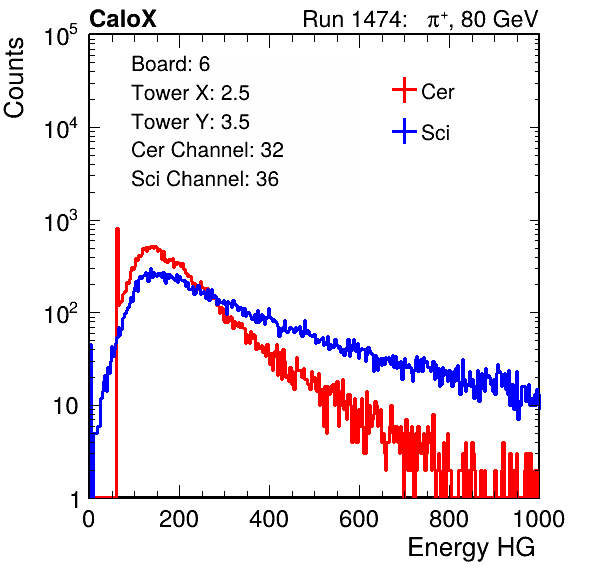 CaloX Run 1474: π⁺, 80 GeV
Counts
10⁵
10⁴
10³
10²
10
1
Board: 6
Tower X: 2.5
Tower Y: 3.5
Cer Channel: 32
Sci Channel: 36
Cer
Sci
0 200 400 600 800 1000
Energy HG